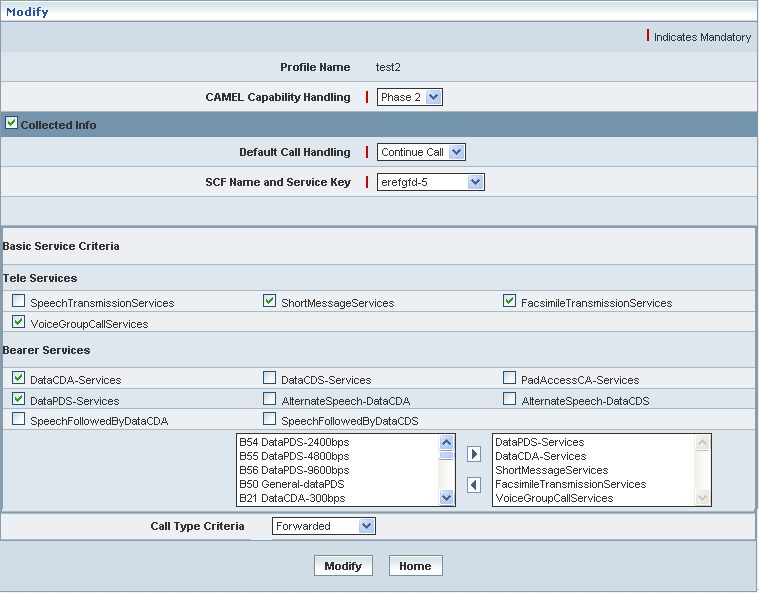 Modify
Indicates Mandatory
Profile Name test2
CAMEL Capability Handling Phase 2
Collected Info
Default Call Handling Continue Call
SCF Name and Service Key erefgfd-5
Basic Service Criteria
Tele Services
SpeechTransmissionServices ShortMessageServices FacsimileTransmissionServices
VoiceGroupCallServices
Bearer Services
DataCDA-Services DataCDS-Services PadAccessCA-Services
DataPDS-Services AlternateSpeech-DataCDA AlternateSpeech-DataCDS
SpeechFollowedByDataCDA SpeechFollowedByDataCDS
B54 DataPDS-2400bps DataPDS-Services
B55 DataPDS-4800bps DataCDA-Services
B56 DataPDS-9600bps ShortMessageServices
B50 General-dataPDS FacsimileTransmissionServices
B21 DataCDA-300bps VoiceGroupCallServices
Call Type Criteria Forwarded
Modify Home